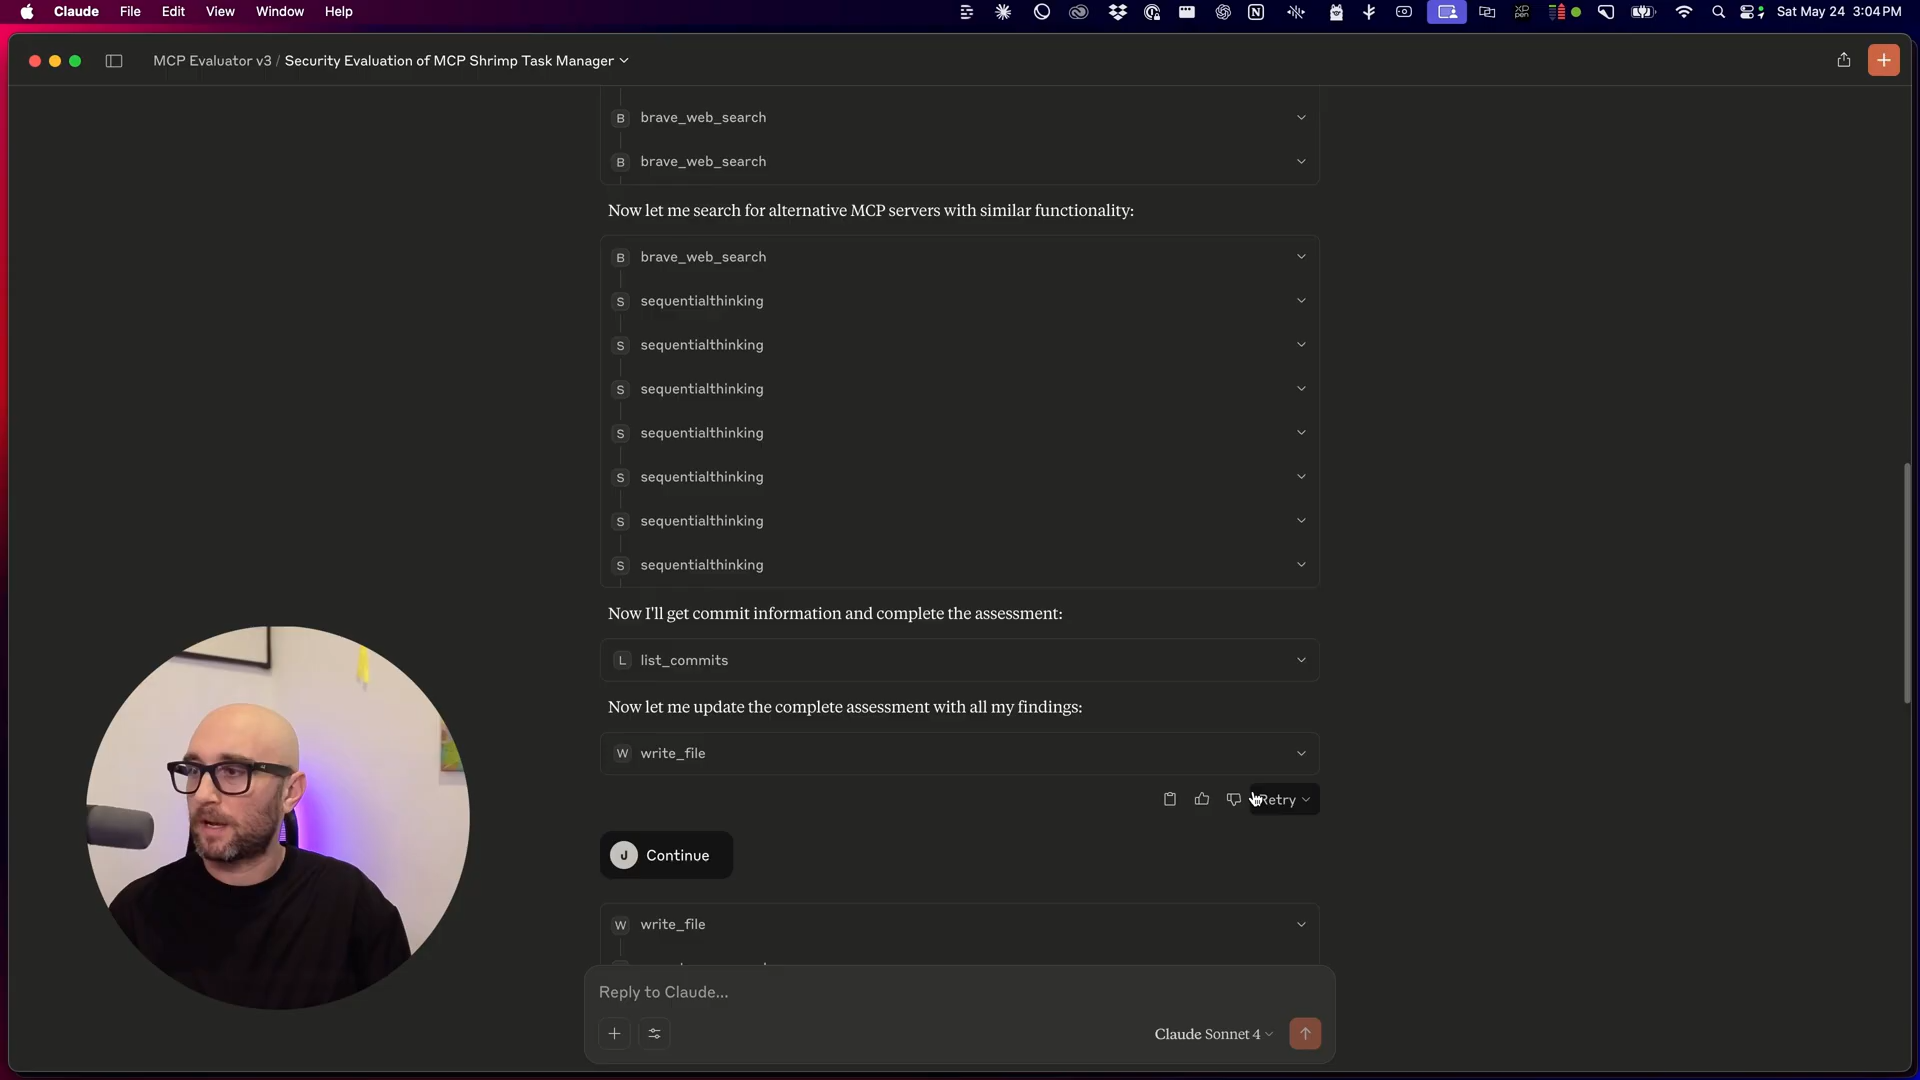 Claude File Edit View Window Help Sat May 24 3:04 PM
MCP Evaluator v3 / Security Evaluation of MCP Shrimp Task Manager
B brave_web_search
B brave_web_search
Now let me search for alternative MCP servers with similar functionality:
B brave_web_search
S sequentialthinking
S sequentialthinking
S sequentialthinking
S sequentialthinking
S sequentialthinking
S sequentialthinking
S sequentialthinking
Now I'll get commit information and complete the assessment:
L list_commits
Now let me update the complete assessment with all my findings:
W write_file
Retry
J Continue
W write_file
Reply to Claude...
Claude Sonnet 4